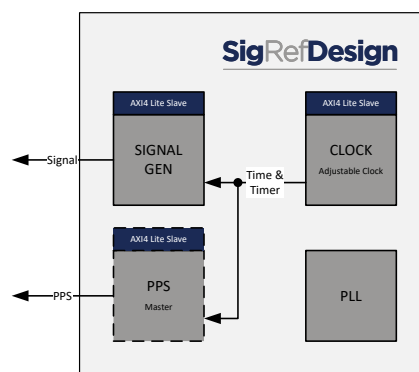 SigRefDesign
AXI4 Lite Slave
SIGNAL
GEN
AXI4 Lite Slave
CLOCK
Adjustable Clock
Signal
Time &
Timer
AXI4 Lite Slave
PPS
Master
PPS
PLL